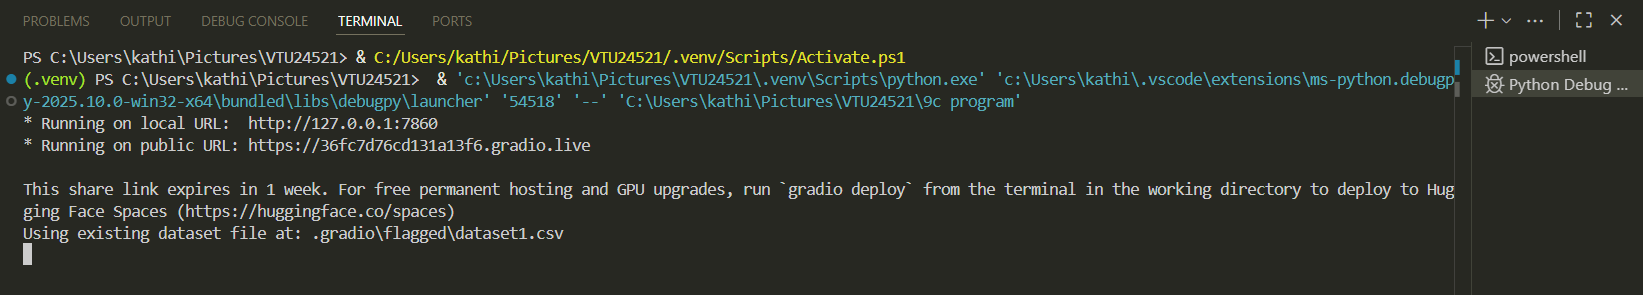 PROBLEMS OUTPUT DEBUG CONSOLE TERMINAL PORTS
PS C:\Users\kathi\Pictures\VTU24521> & C:/Users/kathi/Pictures/VTU24521/.venv/Scripts/Activate.ps1
(.venv) PS C:\Users\kathi\Pictures\VTU24521>  & 'c:\Users\kathi\Pictures\VTU24521\.venv\Scripts\python.exe' 'c:\Users\kathi\.vscode\extensions\ms-python.debugp
y-2025.10.0-win32-x64\bundled\libs\debugpy\launcher' '54518' '--' 'C:\Users\kathi\Pictures\VTU24521\9c program'
* Running on local URL:  http://127.0.0.1:7860
* Running on public URL: https://36fc7d76cd131a13f6.gradio.live
This share link expires in 1 week. For free permanent hosting and GPU upgrades, run `gradio deploy` from the terminal in the working directory to deploy to Hug
ging Face Spaces (https://huggingface.co/spaces)
Using existing dataset file at: .gradio\flagged\dataset1.csv
powershell
Python Debug ...